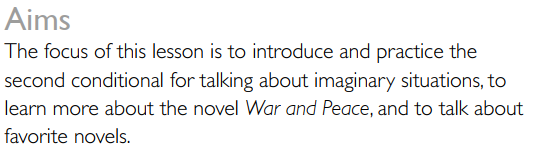 Aims
The focus of this lesson is to introduce and practice the
second conditional for talking about imaginary situations, to
learn more about the novel War and Peace, and to talk about
favorite novels.